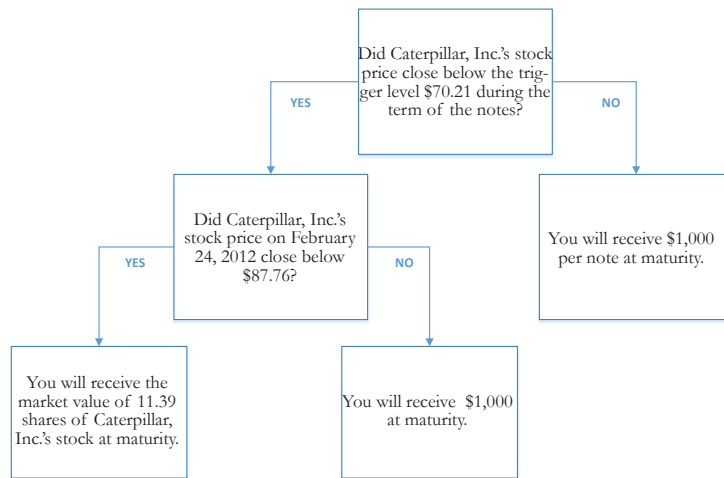 Did Caterpillar, Inc.'s stock
price close below the trig-
ger level $70.21 during the
term of the notes?
YES
NO
Did Caterpillar, Inc.'s
stock price on February
24, 2012 close below
$87.76?
You will receive $1,000
per note at maturity.
YES
NO
You will receive the
market value of 11.39
shares of Caterpillar,
Inc.'s stock at maturity.
You will receive $1,000
at maturity.